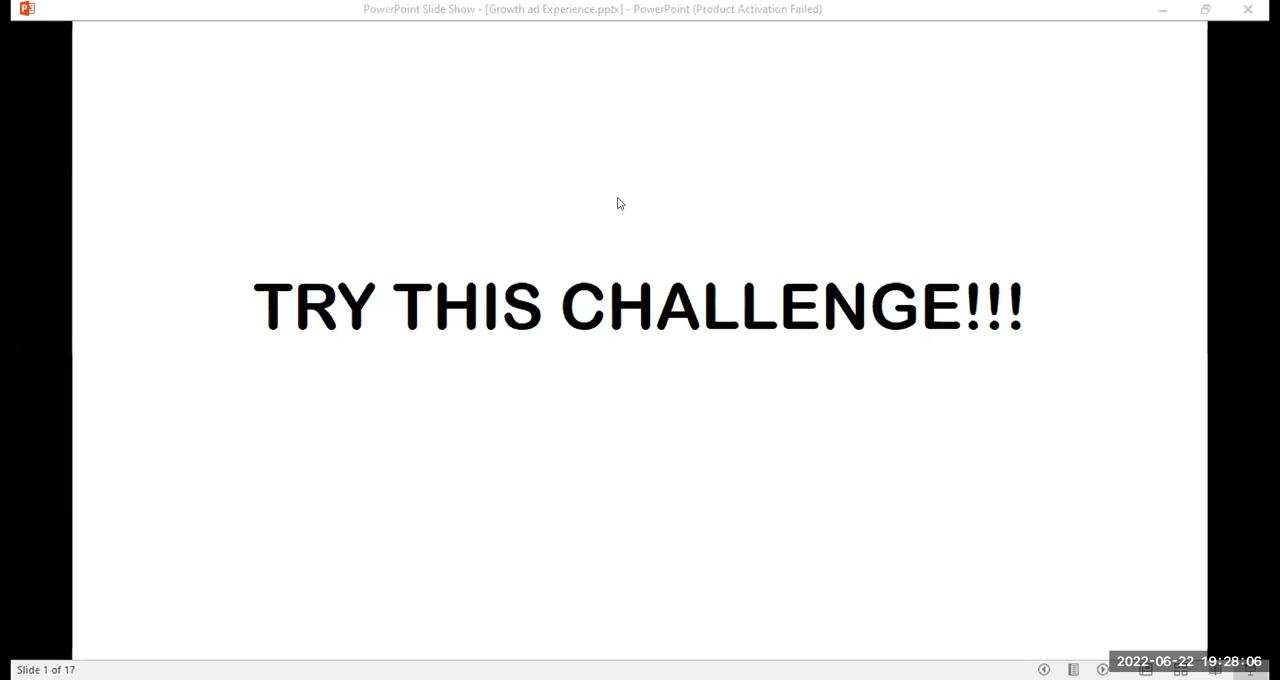 PowerPoint Slide Show - [Growth ad Experience.pptx] - PowerPoint (Product Activation Failed)
TRY THIS CHALLENGE!!!
Slide 1 of 17
2022-06-22 19:28:06